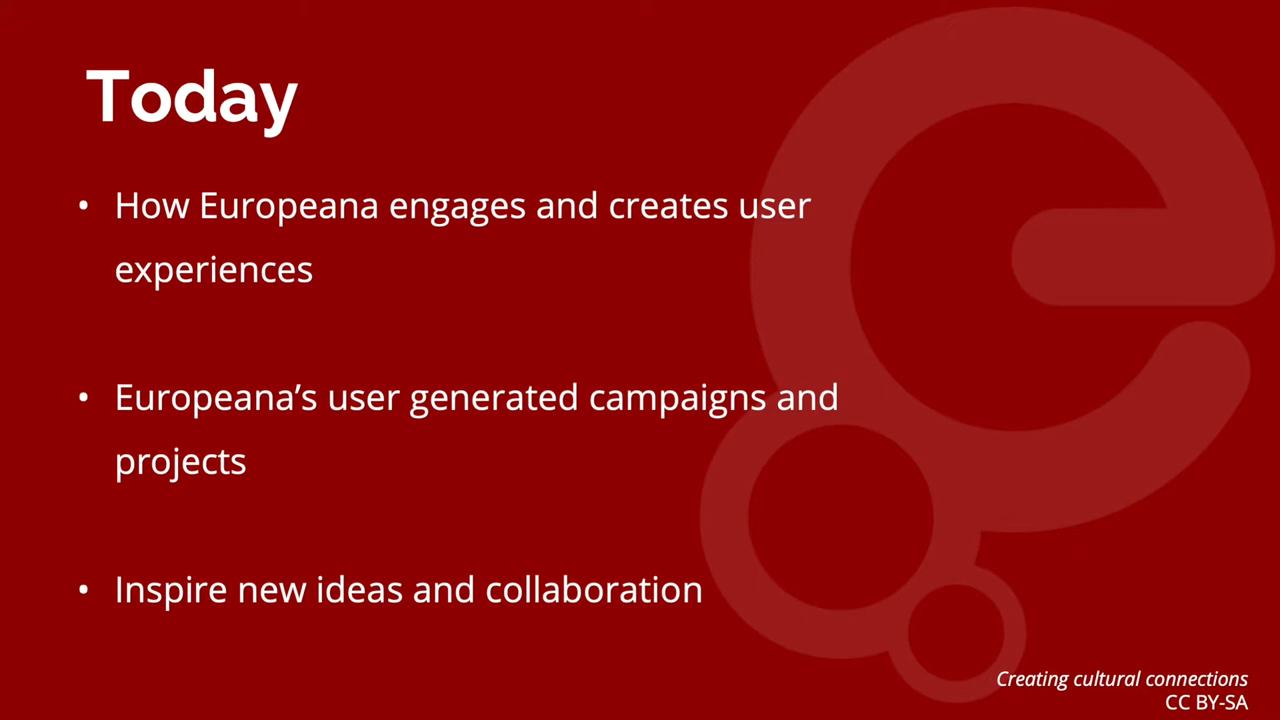 Today
• How Europeana engages and creates user
experiences
• Europeana’s user generated campaigns and
projects
• Inspire new ideas and collaboration
Creating cultural connections
CC BY-SA